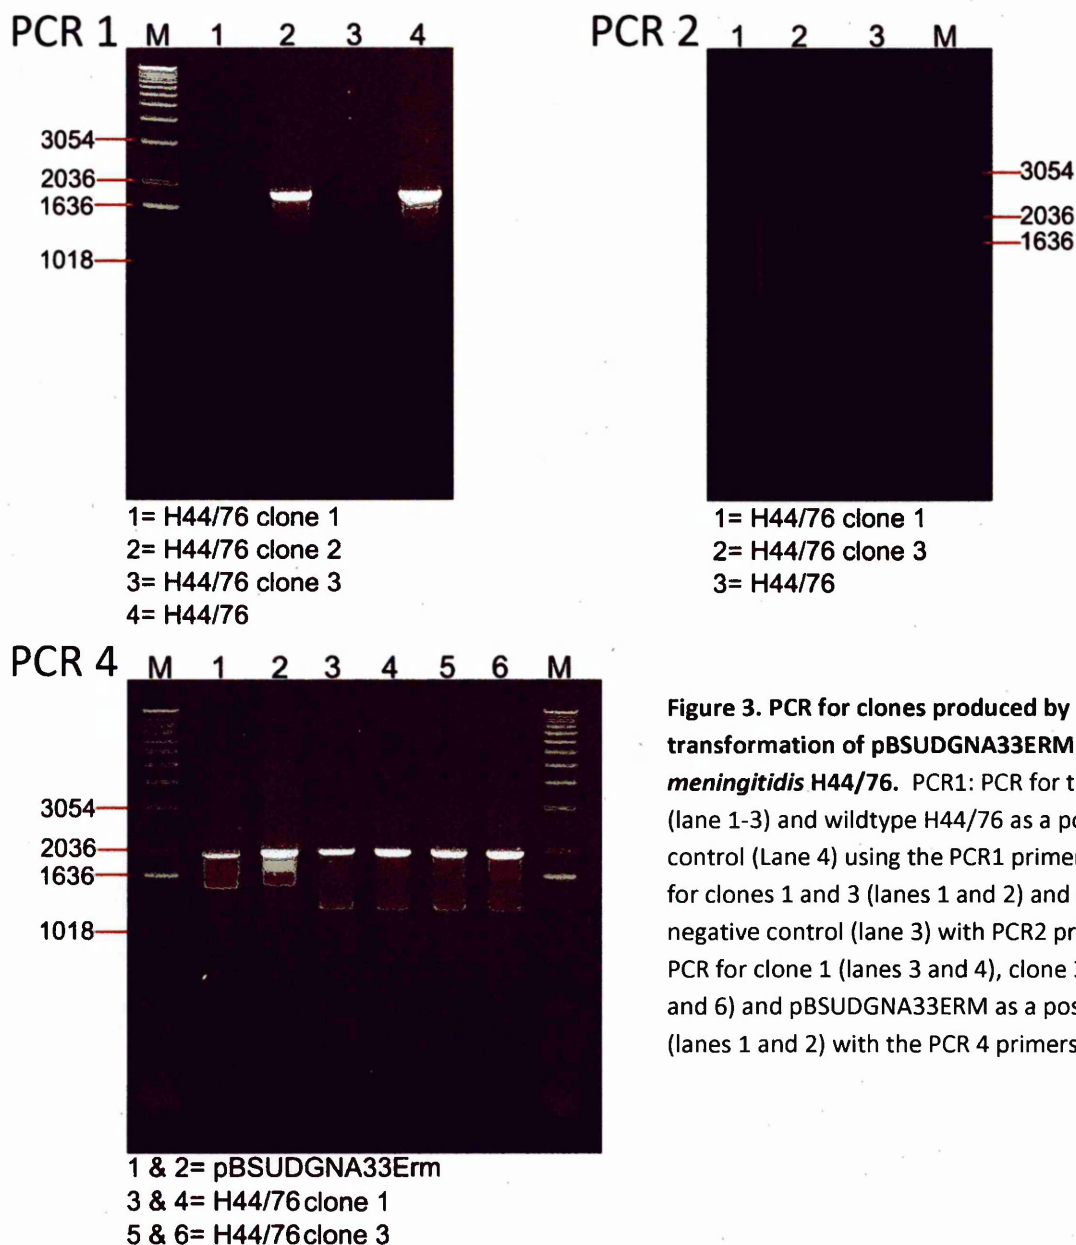 PCR 1
M 1 2 3 4
3054
2036
1636
1018
1= H44/76 clone 1
2= H44/76 clone 2
3= H44/76 clone 3
4= H44/76
PCR 2
1 2 3 M
3054
2036
1636
1= H44/76 clone 1
2= H44/76 clone 3
3= H44/76
PCR 4
M 1 2 3 4 5 6 M
3054
2036
1636
1018
1 & 2= pBSUDGNA33Erm
3 & 4= H44/76 clone 1
5 & 6= H44/76 clone 3
Figure 3. PCR for clones produced by
transformation of pBSUDGNA33ERM
meningitidis H44/76. PCR1: PCR for t
(lane 1-3) and wildtype H44/76 as a po
control (Lane 4) using the PCR1 prime
for clones 1 and 3 (lanes 1 and 2) and
negative control (lane 3) with PCR2 pr
PCR for clone 1 (lanes 3 and 4), clone
and 6) and pBSUDGNA33ERM as a pos
(lanes 1 and 2) with the PCR 4 primers